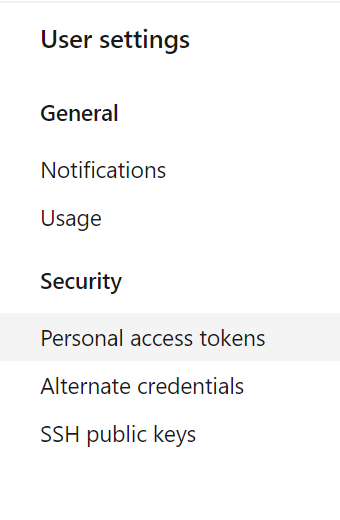 User settings
General
Notifications
Usage
Security
Personal access tokens
Alternate credentials
SSH public keys